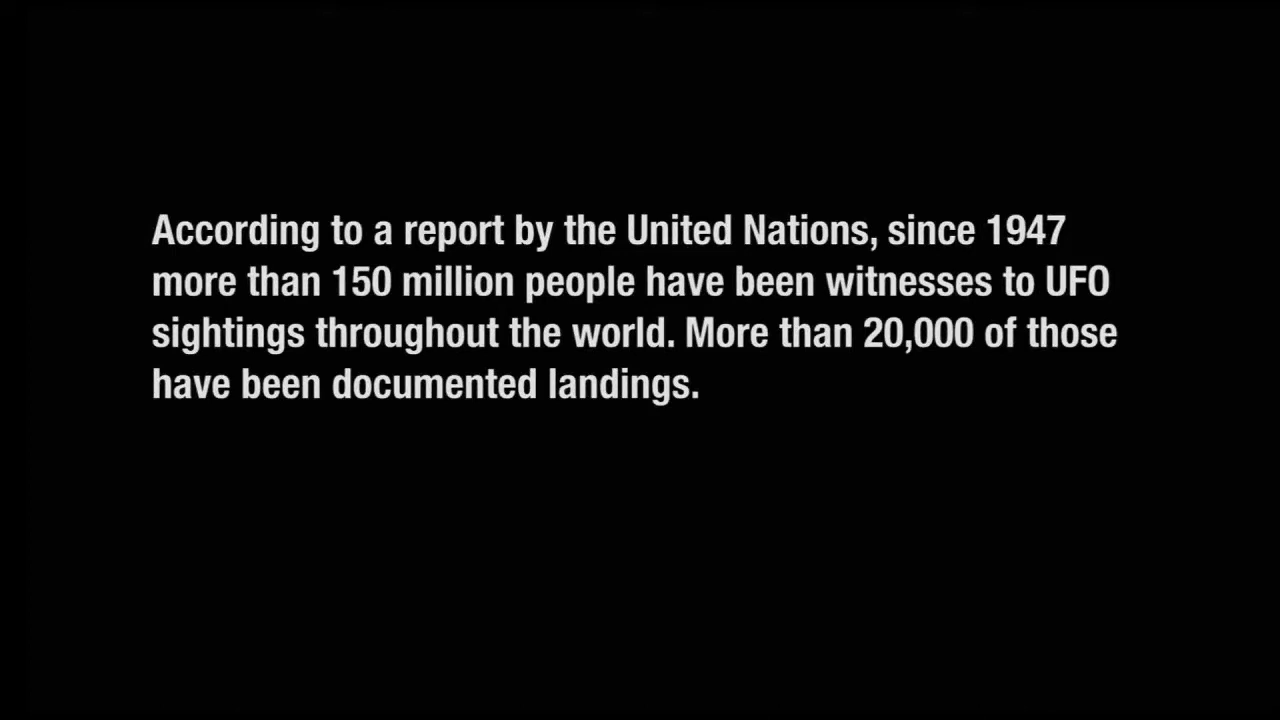 According to a report by the United Nations, since 1947
more than 150 million people have been witnesses to UFO
sightings throughout the world. More than 20,000 of those
have been documented landings.